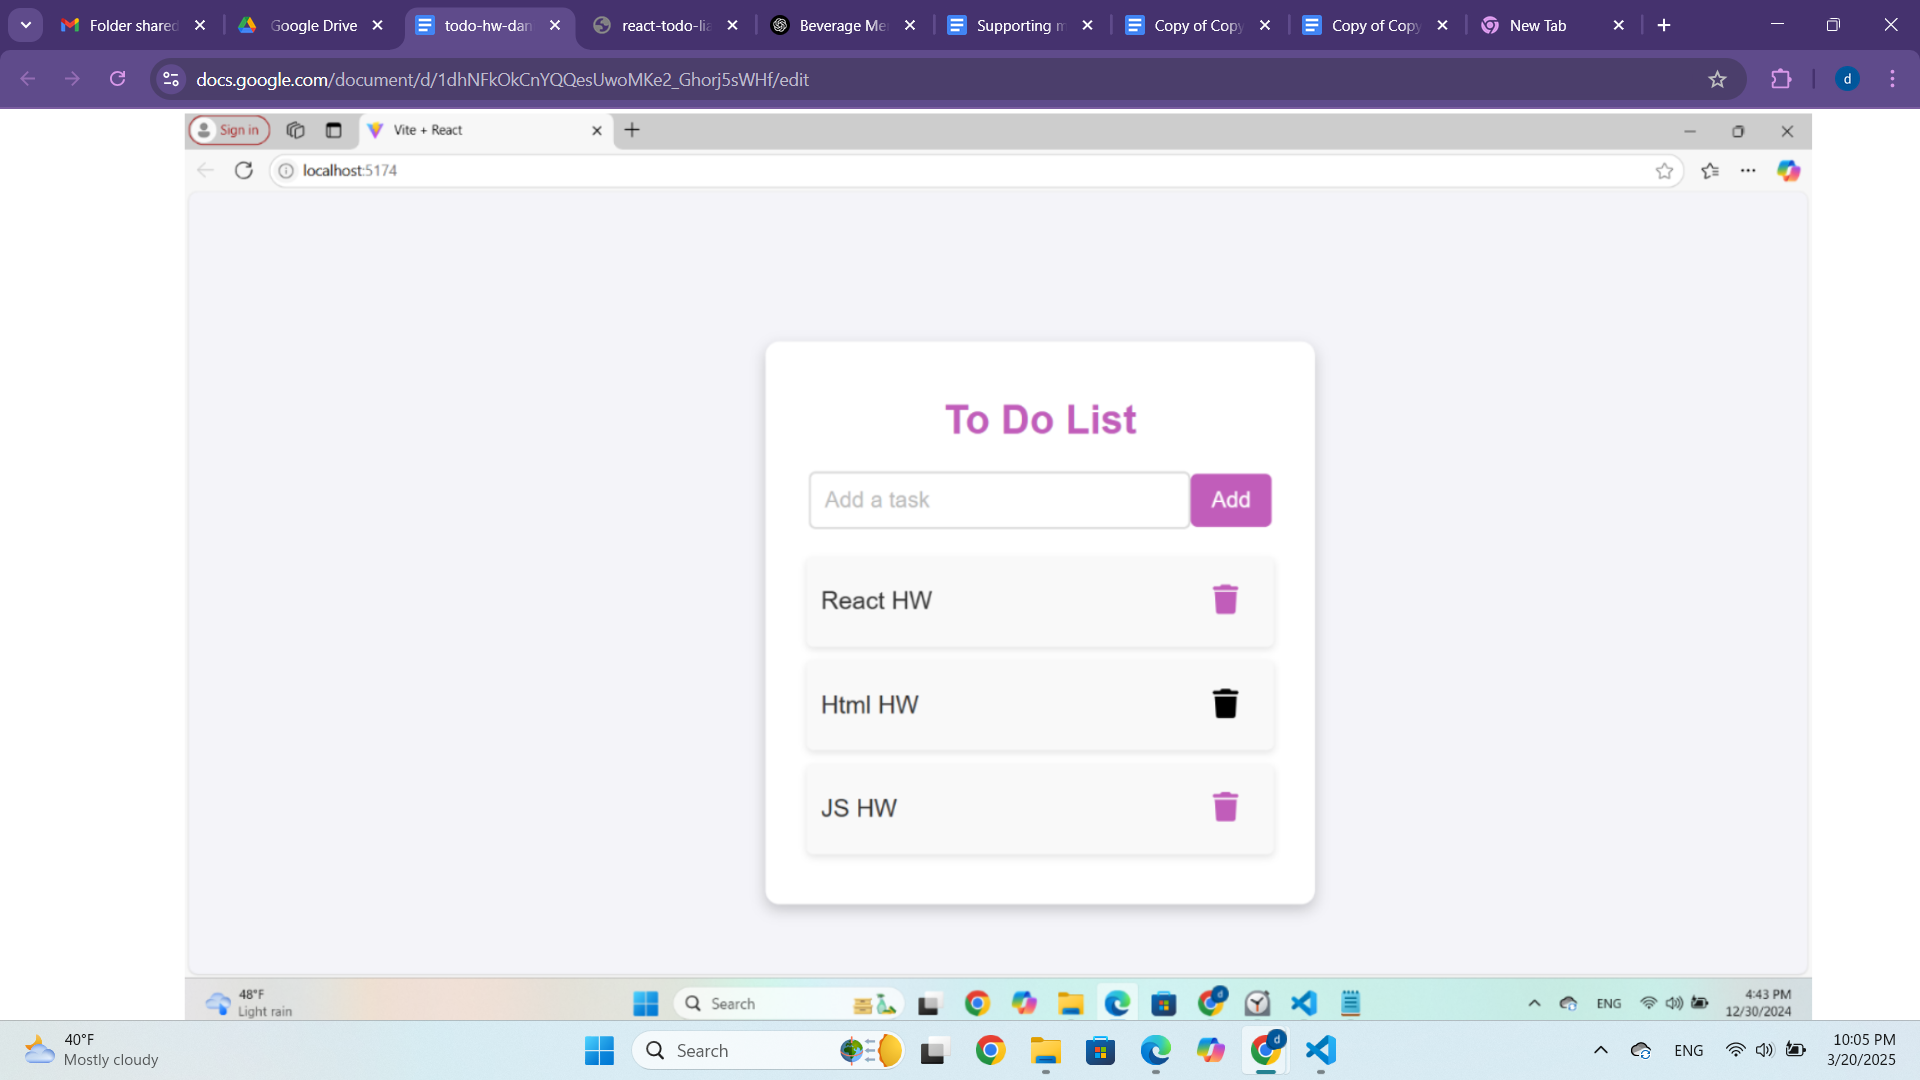 Folder shared
Google Drive
todo-hw-dan
react-todo-lia
Beverage Me
Supporting m
Copy of Copy
Copy of Copy
New Tab
docs.google.com/document/d/1dhNFkOkCnYQQesUwoMKe2_Ghorj5sWHf/edit
d
Sign in
Vite + React
localhost:5174
To Do List
Add a task
Add
React HW
Html HW
JS HW
48°F
Light rain
Search
d
ENG
4:43 PM
12/30/2024
40°F
Mostly cloudy
Search
d
ENG
10:05 PM
3/20/2025